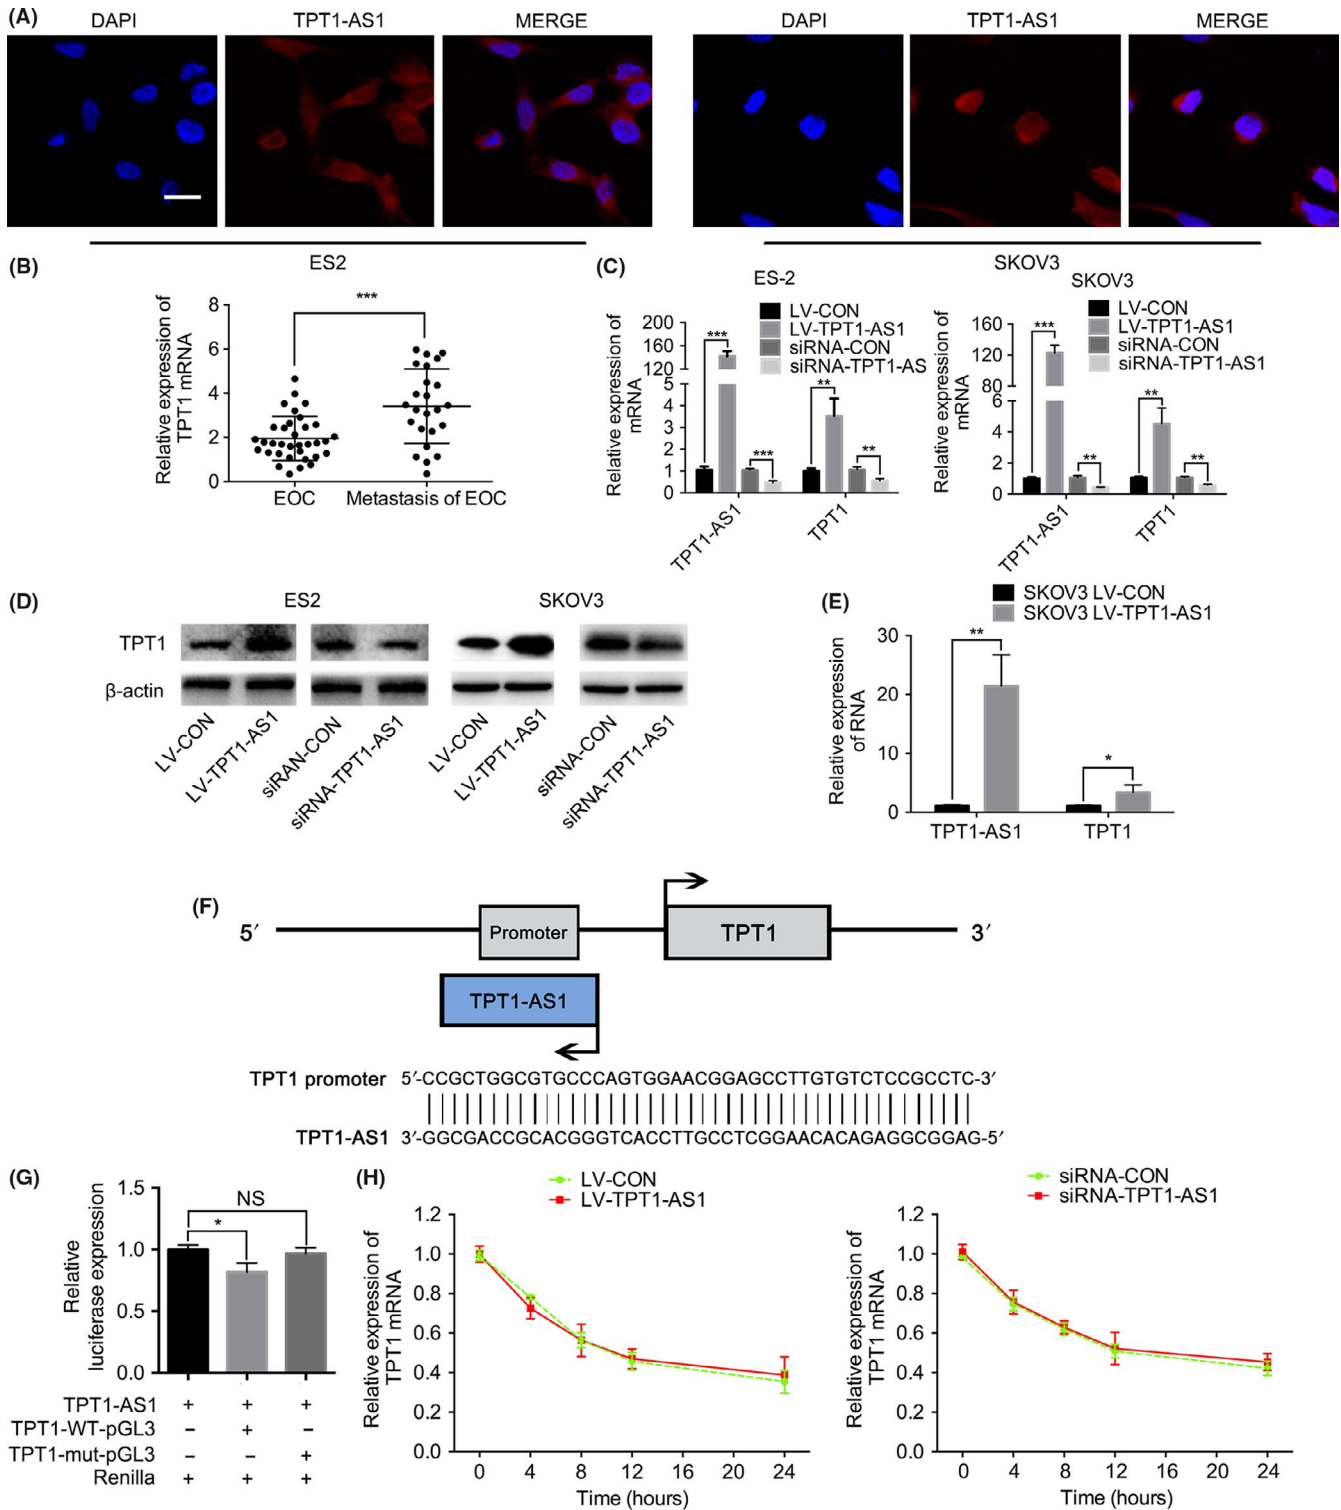 (A)
DAPI TPT1-AS1 MERGE DAPI TPT1-AS1 MERGE
ES2 SKOV3
(B)
Relative expression of
TPT1 mRNA
8
6
4
2
0
***
EOC Metastasis of EOC
(C)
ES-2
LV-CON
LV-TPT1-AS1
siRNA-CON
siRNA-TPT1-AS
Relative expression of
mRNA
200
160
120
5
4
3
2
1
0
*** *** ** **
TPT1-AS1 TPT1
SKOV3
LV-CON
LV-TPT1-AS1
siRNA-CON
siRNA-TPT1-AS1
Relative expression of
mRNA
160
120
80
6
4
2
0
*** ** ** **
TPT1-AS1 TPT1
(D)
ES2 SKOV3
TPT1
β-actin
LV-CON LV-TPT1-AS1 siRAN-CON siRNA-TPT1-AS1 LV-CON LV-TPT1-AS1 siRNA-CON siRNA-TPT1-AS1
(E)
SKOV3 LV-CON
SKOV3 LV-TPT1-AS1
Relative expression
of RNA
30
20
10
0
** *
TPT1-AS1 TPT1
(F)
5′ Promoter TPT1 3′
TPT1-AS1
TPT1 promoter 5′-CCGCTGGCGTGCCCAGTGGAACGGAGCCTTGTGTCTCCGCCTC-3′
TPT1-AS1 3′-GGCGACCGCACGGGTCACCTTGCCTCGGAACACAGAGGCGGAG-5′
(G)
Relative
luciferase expression
1.5
1.0
0.5
0.0
NS
*
TPT1-AS1 + + +
TPT1-WT-pGL3 – + –
TPT1-mut-pGL3 – – +
Renilla + + +
(H)
LV-CON
LV-TPT1-AS1
Relative expression of
TPT1 mRNA
1.2
1.0
0.8
0.6
0.4
0.2
0.0
0 4 8 12 16 20 24
Time (hours)
siRNA-CON
siRNA-TPT1-AS1
Relative expression of
TPT1 mRNA
1.2
1.0
0.8
0.6
0.4
0.2
0.0
0 4 8 12 16 20 24
Time (hours)